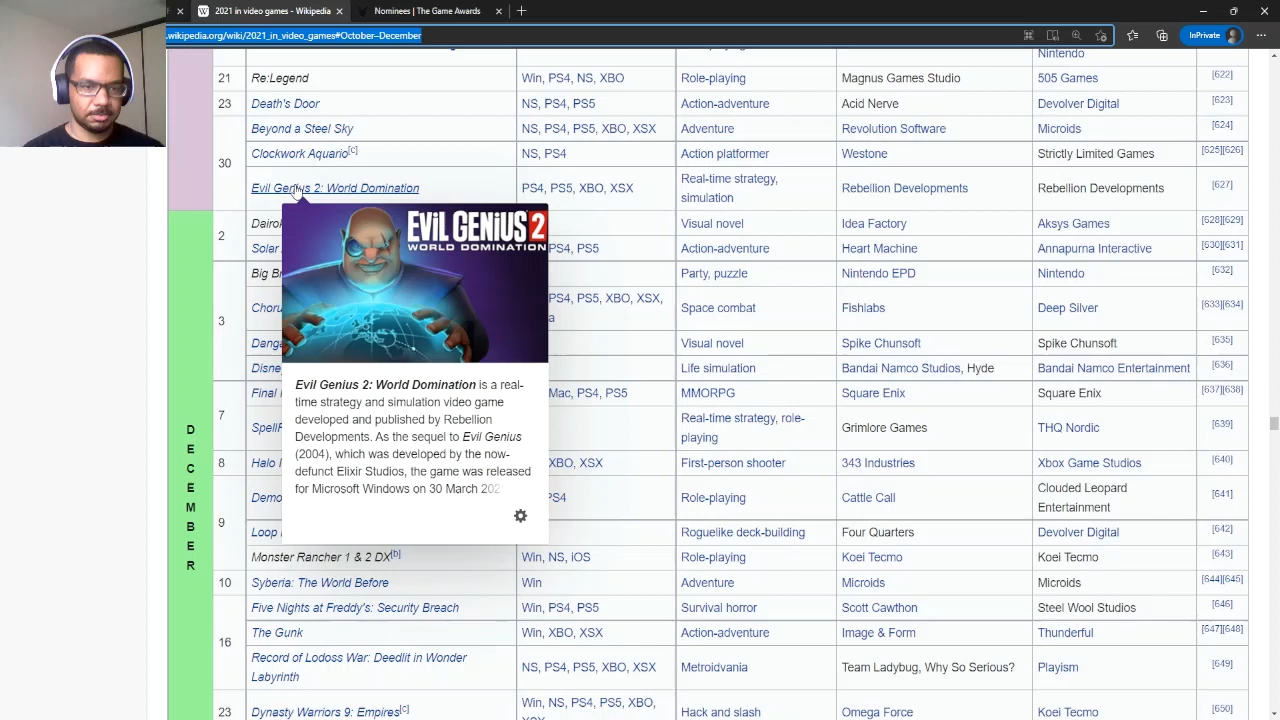 2021 in video games - Wikipedia
Nominees | The Game Awards
.wikipedia.org/wiki/2021_in_video_games#October–December
InPrivate
Nintendo
21 Re:Legend Win, PS4, NS, XBO Role-playing Magnus Games Studio 505 Games [622]
23 Death's Door NS, PS4, PS5 Action-adventure Acid Nerve Devolver Digital [623]
30
Beyond a Steel Sky NS, PS4, PS5, XBO, XSX Adventure Revolution Software Microids [624]
Clockwork Aquario[c] NS, PS4 Action platformer Westone Strictly Limited Games [625][626]
Evil Genius 2: World Domination PS4, PS5, XBO, XSX Real-time strategy, simulation Rebellion Developments Rebellion Developments [627]
DECEMBER
2
Dairo Visual novel Idea Factory Aksys Games [628][629]
Solar PS4, PS5 Action-adventure Heart Machine Annapurna Interactive [630][631]
3
Big Br Party, puzzle Nintendo EPD Nintendo [632]
Choru PS4, PS5, XBO, XSX, Space combat Fishlabs Deep Silver [633][634]
Danga Visual novel Spike Chunsoft Spike Chunsoft [635]
Disne Life simulation Bandai Namco Studios, Hyde Bandai Namco Entertainment [636]
7
Final Mac, PS4, PS5 MMORPG Square Enix Square Enix [637][638]
SpellF Real-time strategy, role-playing Grimlore Games THQ Nordic [639]
8 Halo I XBO, XSX First-person shooter 343 Industries Xbox Game Studios [640]
9
Demo PS4 Role-playing Cattle Call Clouded Leopard Entertainment [641]
Loop Roguelike deck-building Four Quarters Devolver Digital [642]
Monster Rancher 1 & 2 DX[b] Win, NS, iOS Role-playing Koei Tecmo Koei Tecmo [643]
10 Syberia: The World Before Win Adventure Microids Microids [644][645]
16
Five Nights at Freddy's: Security Breach Win, PS4, PS5 Survival horror Scott Cawthon Steel Wool Studios [646]
The Gunk Win, XBO, XSX Action-adventure Image & Form Thunderful [647][648]
Record of Lodoss War: Deedlit in Wonder Labyrinth NS, PS4, PS5, XBO, XSX Metroidvania Team Ladybug, Why So Serious? Playism [649]
23 Dynasty Warriors 9: Empires[c] Win, NS, PS4, PS5, XBO, XSX Hack and slash Omega Force Koei Tecmo [650]
EVIL GENIUS 2
WORLD DOMINATION
Evil Genius 2: World Domination is a real-
time strategy and simulation video game
developed and published by Rebellion
Developments. As the sequel to Evil Genius
(2004), which was developed by the now-
defunct Elixir Studios, the game was released
for Microsoft Windows on 30 March 202